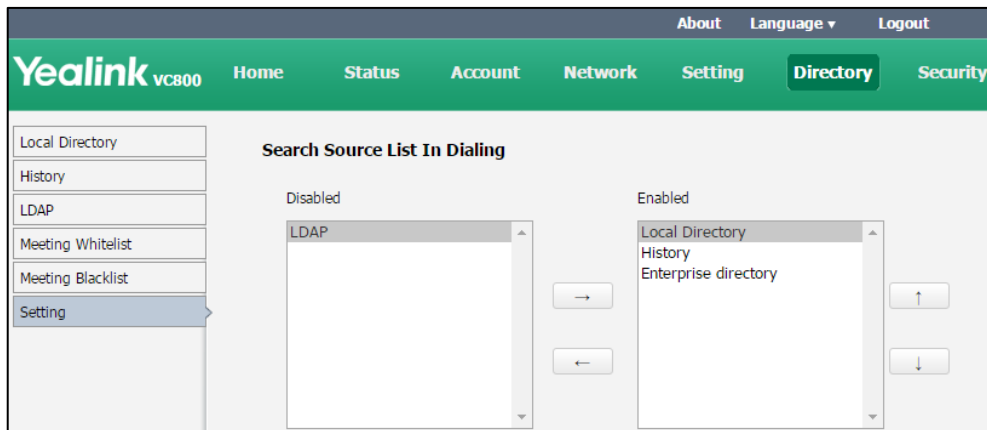 About Language ▾ Logout
Yealink VC800 Home Status Account Network Setting Directory Security
Local Directory
History
LDAP
Meeting Whitelist
Meeting Blacklist
Setting
Search Source List In Dialing
Disabled Enabled
LDAP
Local Directory
History
Enterprise directory
→
←
↑
↓